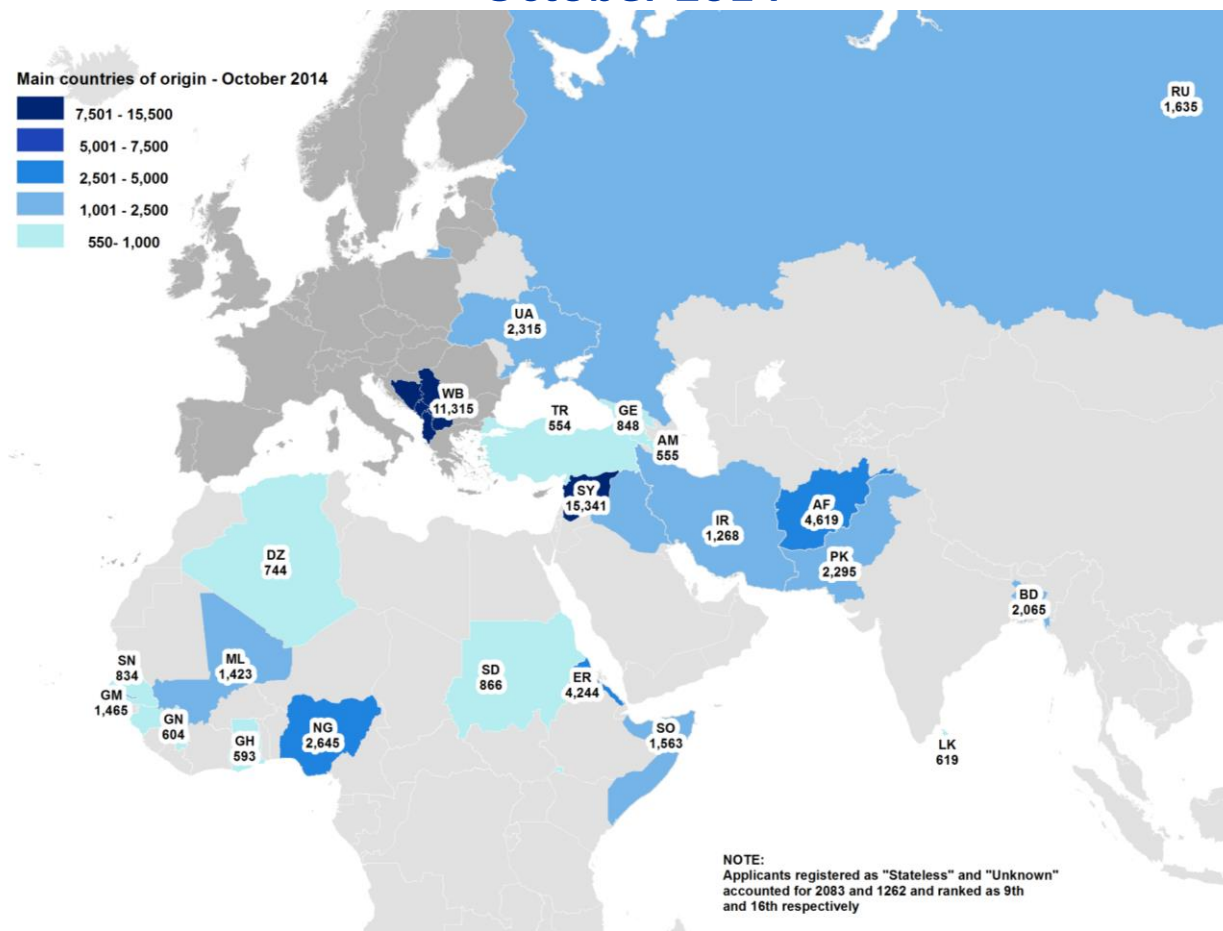 October 2014
Main countries of origin - October 2014
7,501 - 15,500
5,001 - 7,500
2,501 - 5,000
1,001 - 2,500
550- 1,000
RU
1,635
UA
2,315
WB
11,315
TR
554
GE
848
AM
555
SY
15,341
IR
1,268
AF
4,619
PK
2,295
BD
2,065
DZ
744
ML
1,423
SN
834
GM
1,465
GN
604
GH
593
NG
2,645
SD
866
ER
4,244
SO
1,563
LK
619
NOTE:
Applicants registered as "Stateless" and "Unknown"
accounted for 2083 and 1262 and ranked as 9th
and 16th respectively